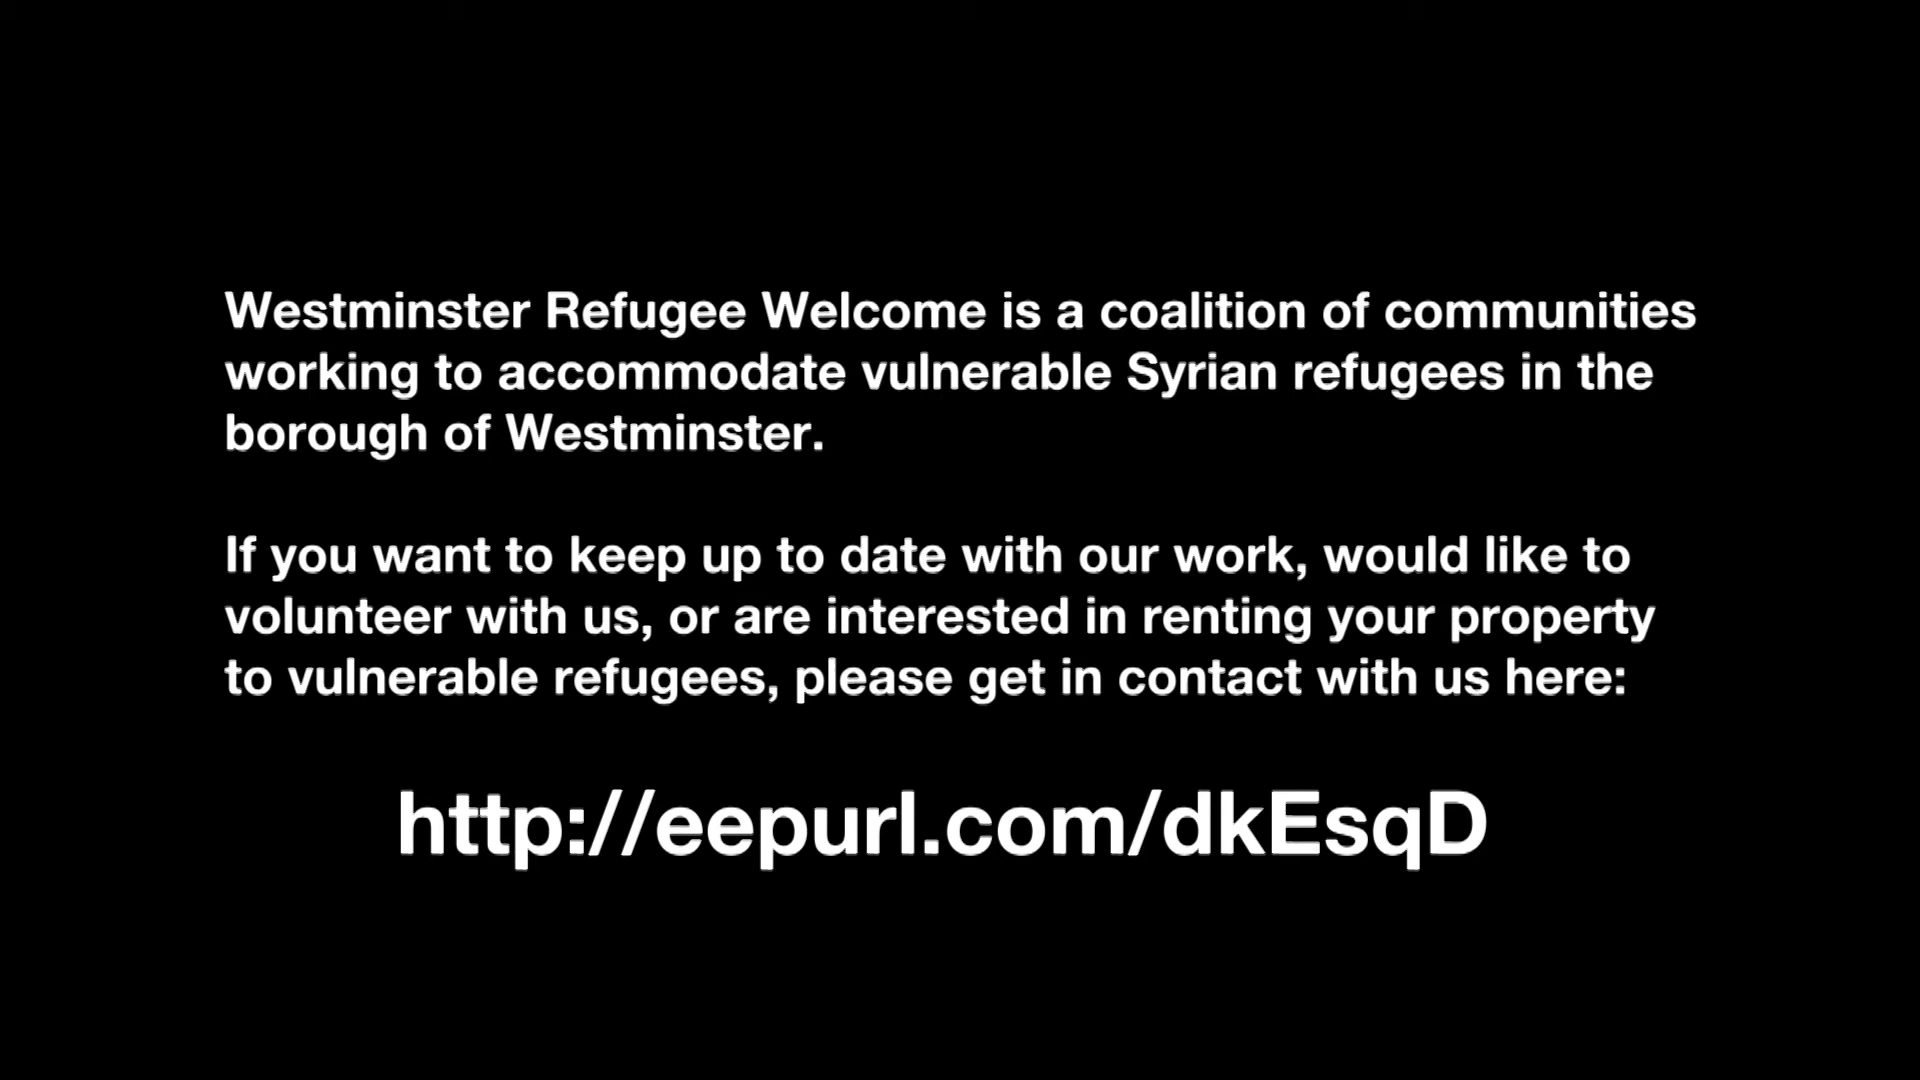 Westminster Refugee Welcome is a coalition of communities
working to accommodate vulnerable Syrian refugees in the
borough of Westminster.
If you want to keep up to date with our work, would like to
volunteer with us, or are interested in renting your property
to vulnerable refugees, please get in contact with us here:
http://eepurl.com/dkEsqD